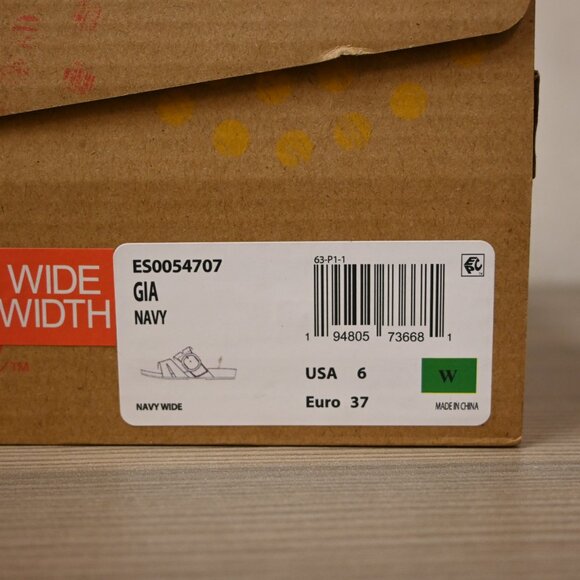 WIDE
WIDTH
TM
ES0054707
GIA
NAVY
NAVY WIDE
63-P1-1
1 94805 73668 1
USA 6
Euro 37
W
MADE IN CHINA